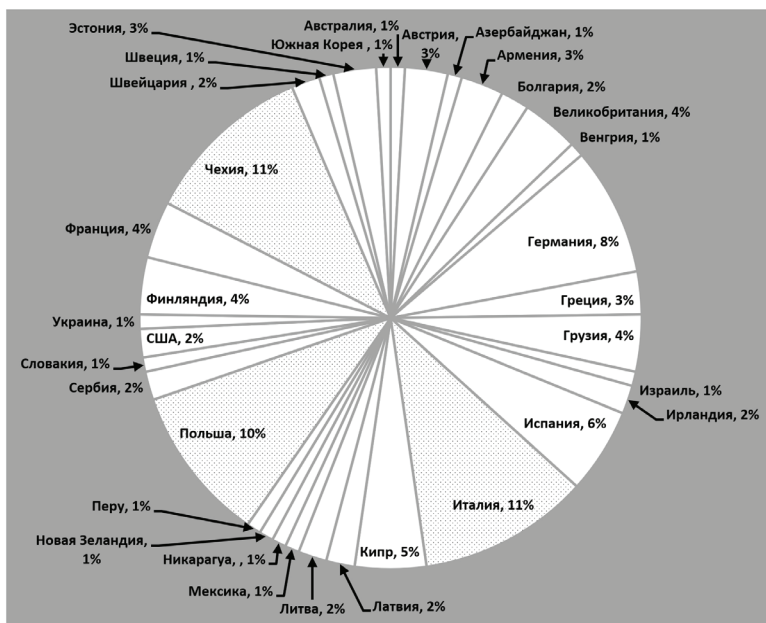 Австралия, 1%
Австрия,
3%
Азербайджан, 1%
Армения, 3%
Болгария, 2%
Великобритания, 4%
Венгрия, 1%
Германия, 8%
Греция, 3%
Грузия, 4%
Израиль, 1%
Ирландия, 2%
Испания, 6%
Италия, 11%
Кипр, 5%
Латвия, 2%
Литва, 2%
Мексика, 1%
Никарагуа, , 1%
Новая Зеландия,
1%
Перу, 1%
Польша, 10%
Сербия, 2%
Словакия, 1%
США, 2%
Украина, 1%
Финляндия, 4%
Франция, 4%
Чехия, 11%
Швейцария , 2%
Швеция, 1%
Эстония, 3%
Южная Корея , 1%